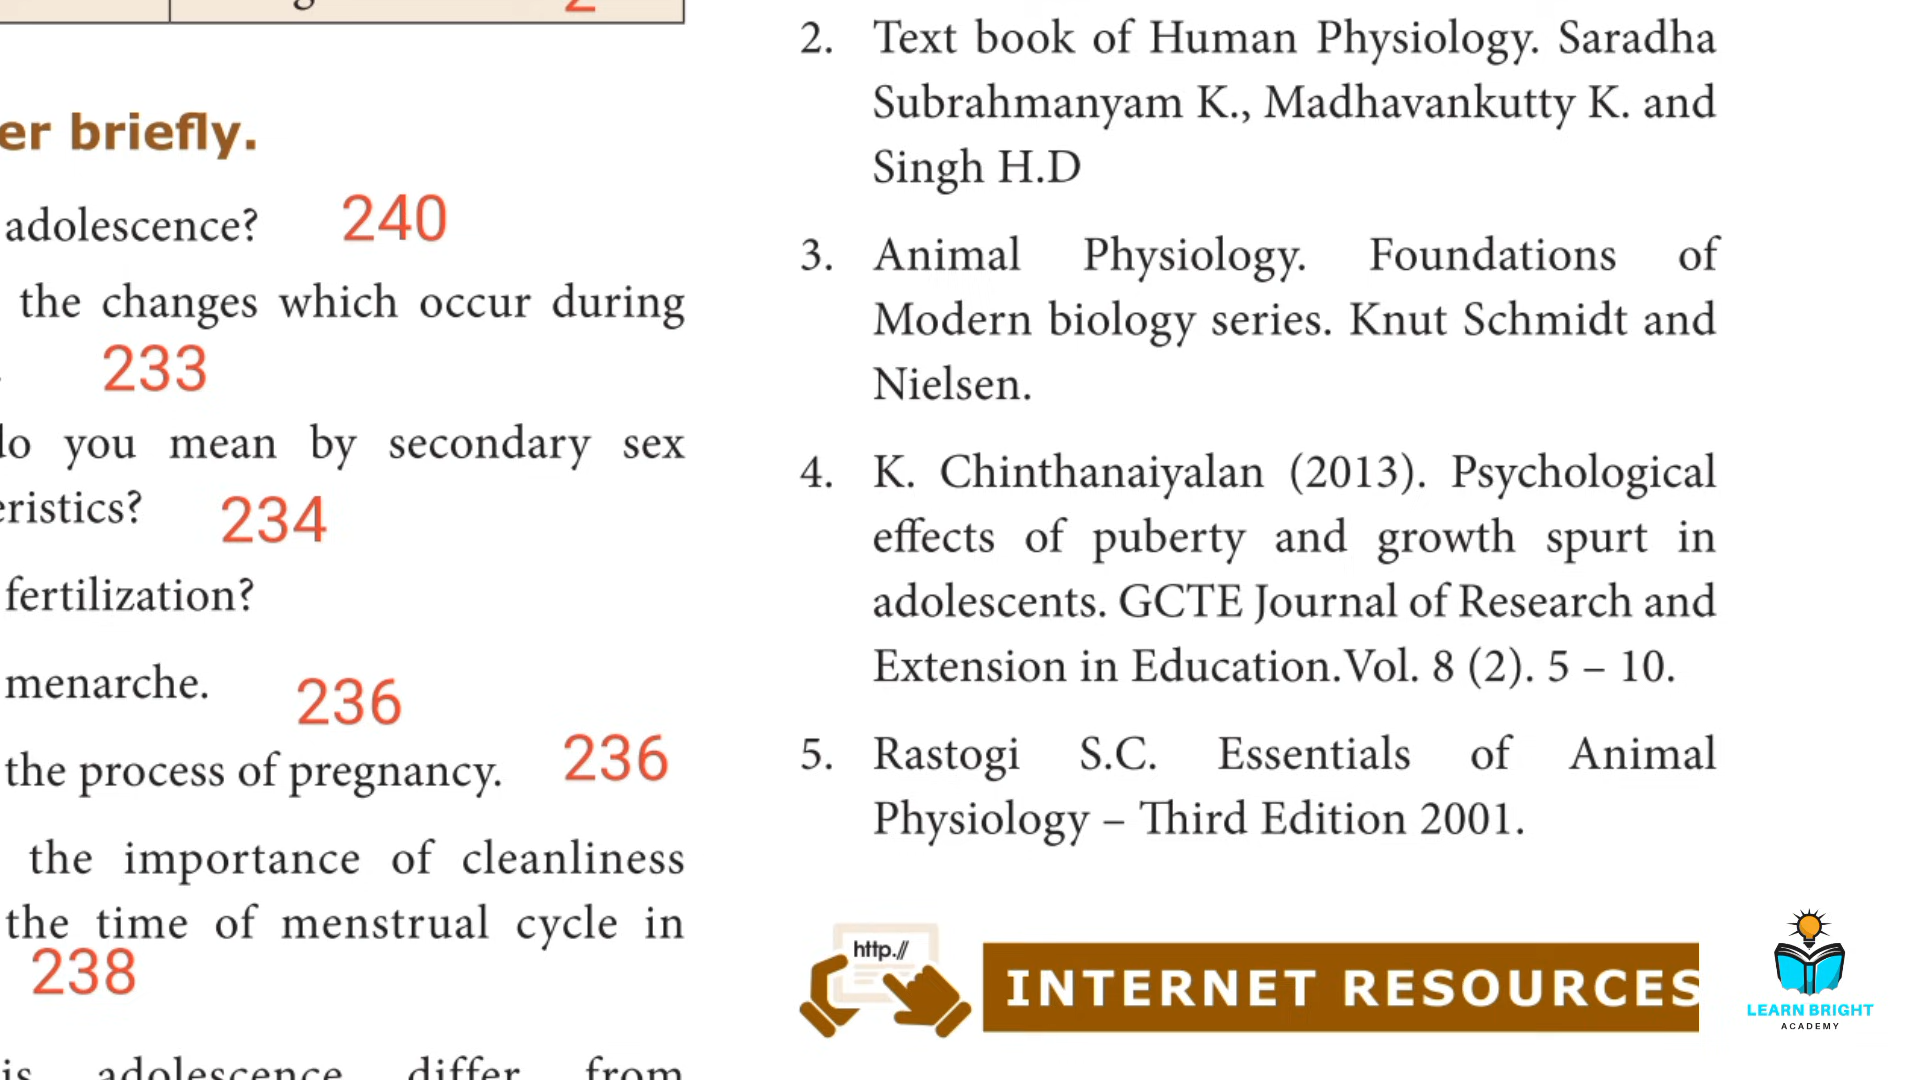 er briefly.
adolescence? 240
the changes which occur during
233
do you mean by secondary sex
eristics? 234
fertilization?
menarche. 236
the process of pregnancy. 236
the importance of cleanliness
the time of menstrual cycle in
238
is adolescence differ from
2. Text book of Human Physiology. Saradha
Subrahmanyam K., Madhavankutty K. and
Singh H.D
3. Animal Physiology. Foundations of
Modern biology series. Knut Schmidt and
Nielsen.
4. K. Chinthanaiyalan (2013). Psychological
effects of puberty and growth spurt in
adolescents. GCTE Journal of Research and
Extension in Education.Vol. 8 (2). 5 – 10.
5. Rastogi S.C. Essentials of Animal
Physiology – Third Edition 2001.
http.//
INTERNET RESOURCES
LEARN BRIGHT
ACADEMY